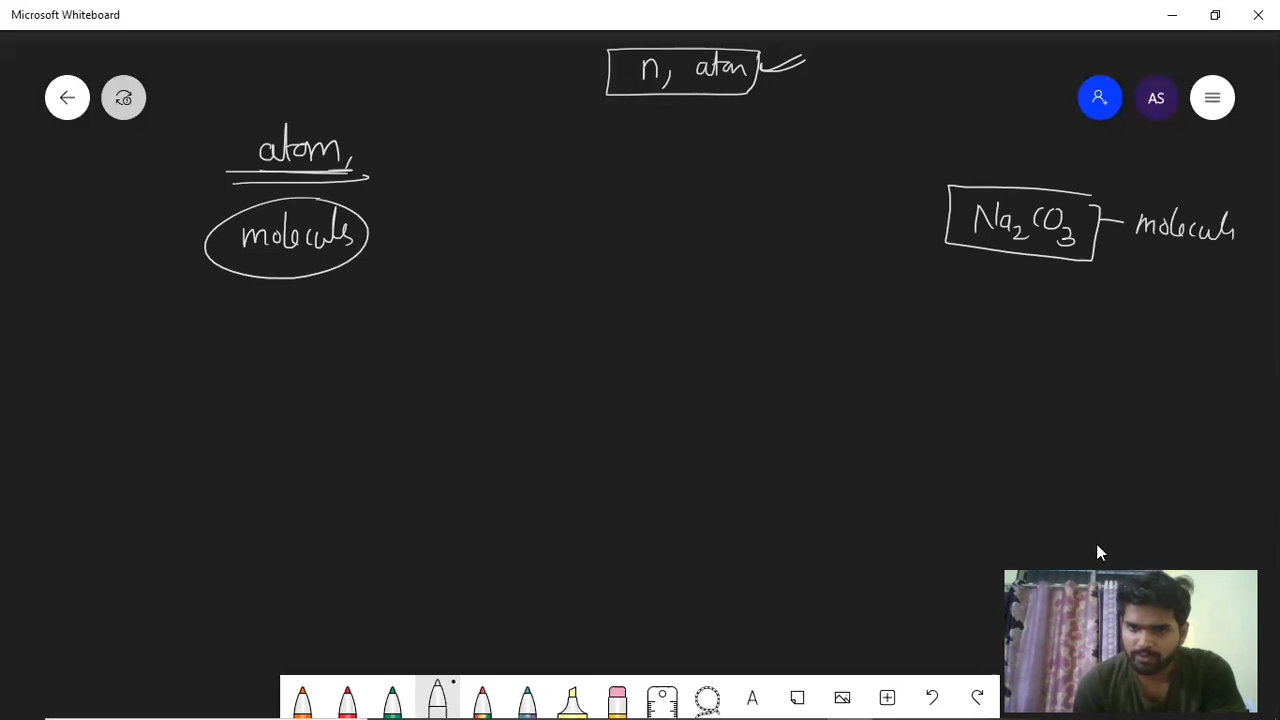 Microsoft Whiteboard
n, atom
AS
atom,
molecule
Na2CO3 molecule
A